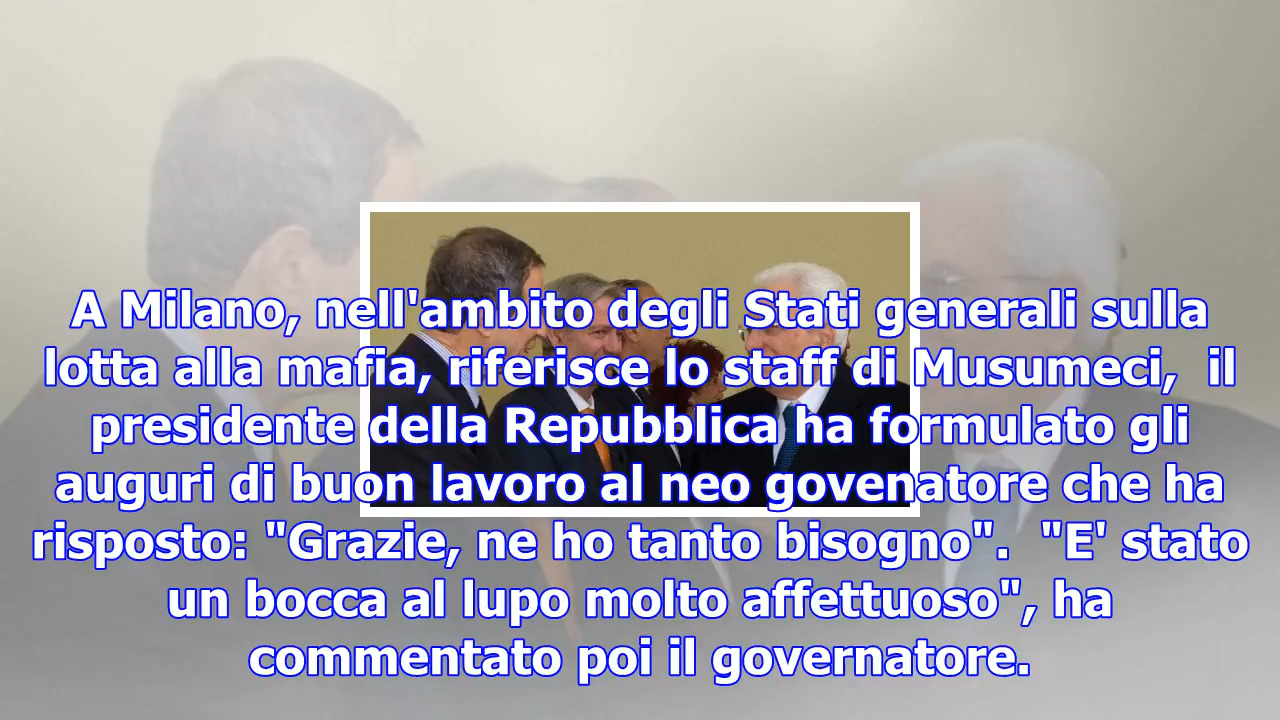 A Milano, nell'ambito degli Stati generali sulla
lotta alla mafia, riferisce lo staff di Musumeci,  il
presidente della Repubblica ha formulato gli
auguri di buon lavoro al neo govenatore che ha
risposto: "Grazie, ne ho tanto bisogno".  "E' stato
un bocca al lupo molto affettuoso", ha
commentato poi il governatore.